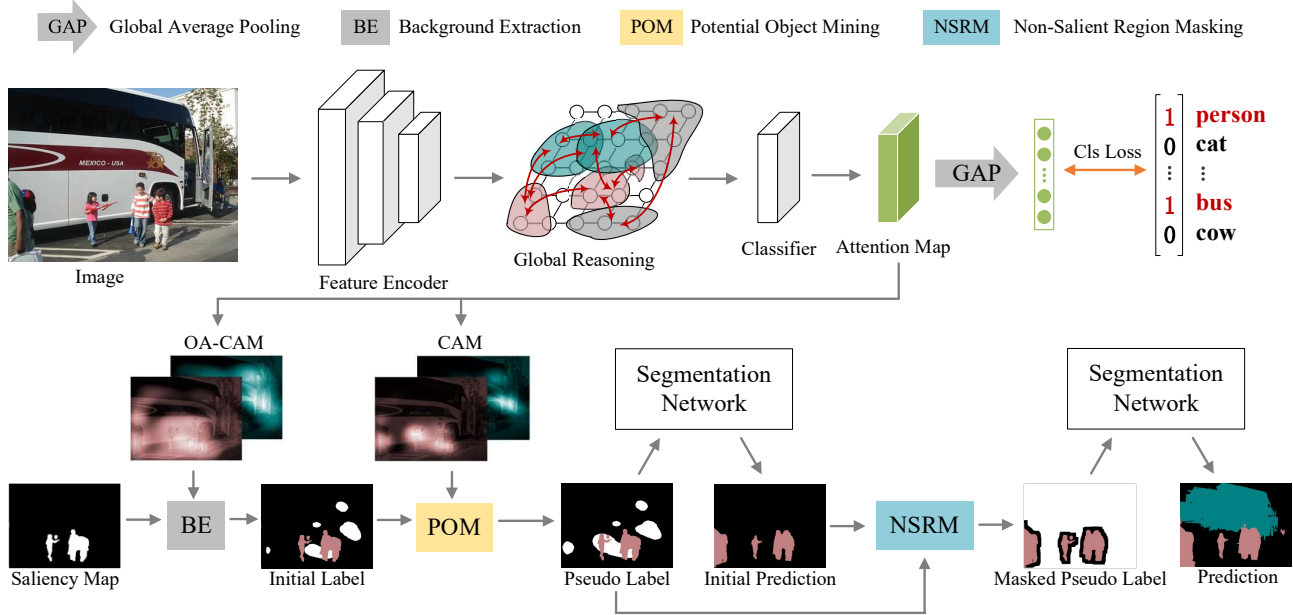 GAP Global Average Pooling BE Background Extraction POM Potential Object Mining NSRM Non-Salient Region Masking
MEXICO - USA
Image
Feature Encoder
Global Reasoning
Classifier
Attention Map
GAP
Cls Loss
1 person
0 cat
⋮ ⋮
1 bus
0 cow
OA-CAM
CAM
Segmentation
Network
Segmentation
Network
BE
POM
NSRM
Saliency Map
Initial Label
Pseudo Label
Initial Prediction
Masked Pseudo Label
Prediction